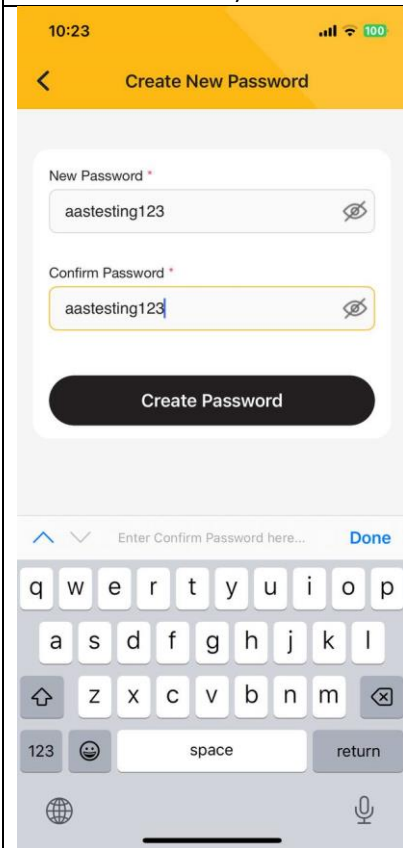 10:23
100
Create New Password
New Password *
aastesting123
Confirm Password *
aastesting123
Create Password
Enter Confirm Password here...
Done
q w e r t y u i o p
a s d f g h j k l
z x c v b n m
123
space
return